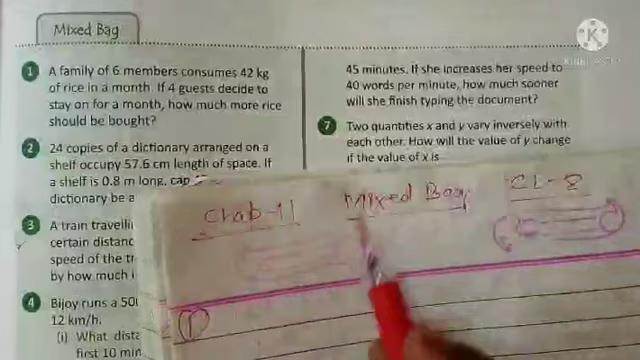 Mixed Bag
1 A family of 6 members consumes 42 kg
of rice in a month. If 4 guests decide to
stay on for a month, how much more rice
should be bought?
2 24 copies of a dictionary arranged on a
shelf occupy 57.6 cm length of space. If
a shelf is 0.8 m long, can
dictionary be a
3 A train travelli
certain distanc
speed of the tr
by how much i
4 Bijoy runs a 50
12 km/h.
(i) What dista
first 10 min
45 minutes. If she increases her speed to
40 words per minute, how much sooner
will she finish typing the document?
7 Two quantities x and y vary inversely with
each other. How will the value of y change
if the value of x is
Chap-11 Mixed Bag CL-8
1